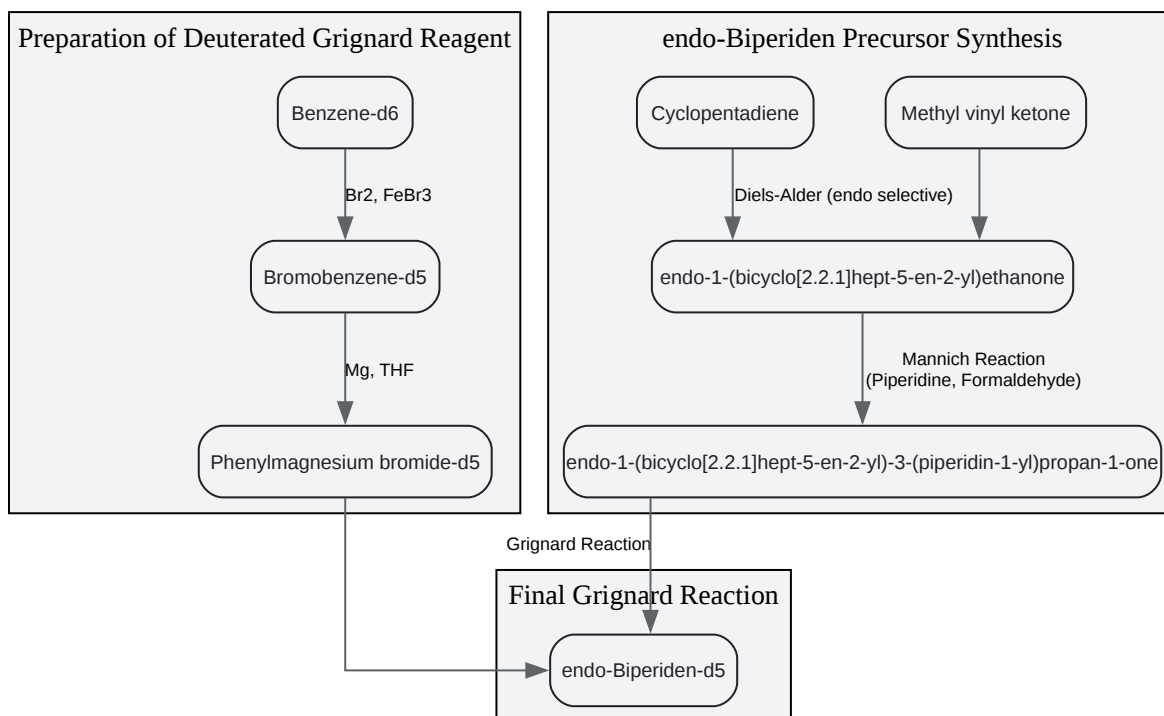 Preparation of Deuterated Grignard Reagent
Benzene-d6
Br2, FeBr3
Bromobenzene-d5
Mg, THF
Phenylmagnesium bromide-d5
endo-Biperiden Precursor Synthesis
Cyclopentadiene
Methyl vinyl ketone
Diels-Alder (endo selective)
endo-1-(bicyclo[2.2.1]hept-5-en-2-yl)ethanone
Mannich Reaction
(Piperidine, Formaldehyde)
endo-1-(bicyclo[2.2.1]hept-5-en-2-yl)-3-(piperidin-1-yl)propan-1-one
Grignard Reaction
Final Grignard Reaction
endo-Biperiden-d5